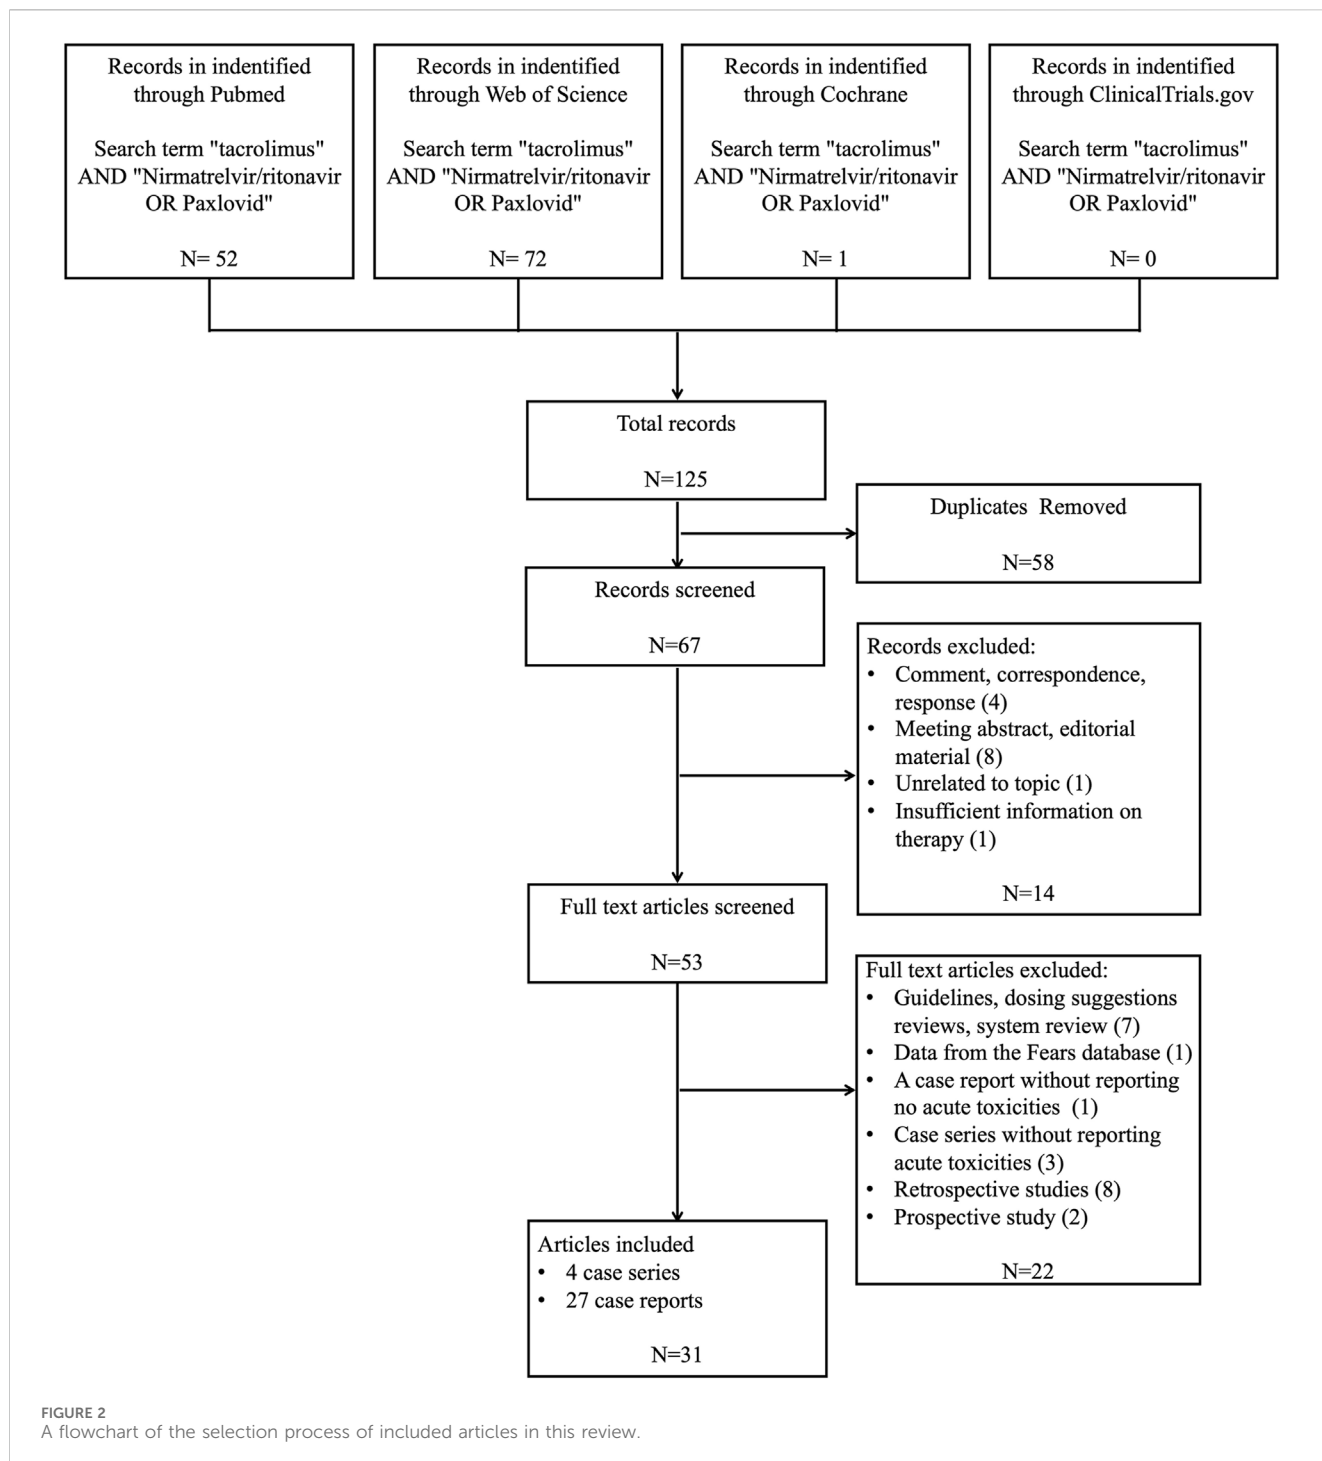 Records in indentified
through Pubmed
Search term "tacrolimus"
AND "Nirmatrelvir/ritonavir
OR Paxlovid"
N= 52
Records in indentified
through Web of Science
Search term "tacrolimus"
AND "Nirmatrelvir/ritonavir
OR Paxlovid"
N= 72
Records in indentified
through Cochrane
Search term "tacrolimus"
AND "Nirmatrelvir/ritonavir
OR Paxlovid"
N= 1
Records in indentified
through ClinicalTrials.gov
Search term "tacrolimus"
AND "Nirmatrelvir/ritonavir
OR Paxlovid"
N= 0
Total records
N=125
Duplicates Removed
N=58
Records screened
N=67
Records excluded:
• Comment, correspondence,
response (4)
• Meeting abstract, editorial
material (8)
• Unrelated to topic (1)
• Insufficient information on
therapy (1)
N=14
Full text articles screened
N=53
Full text articles excluded:
• Guidelines, dosing suggestions
reviews, system review (7)
• Data from the Fears database (1)
• A case report without reporting
no acute toxicities (1)
• Case series without reporting
acute toxicities (3)
• Retrospective studies (8)
• Prospective study (2)
N=22
Articles included
• 4 case series
• 27 case reports
N=31
FIGURE 2
A flowchart of the selection process of included articles in this review.